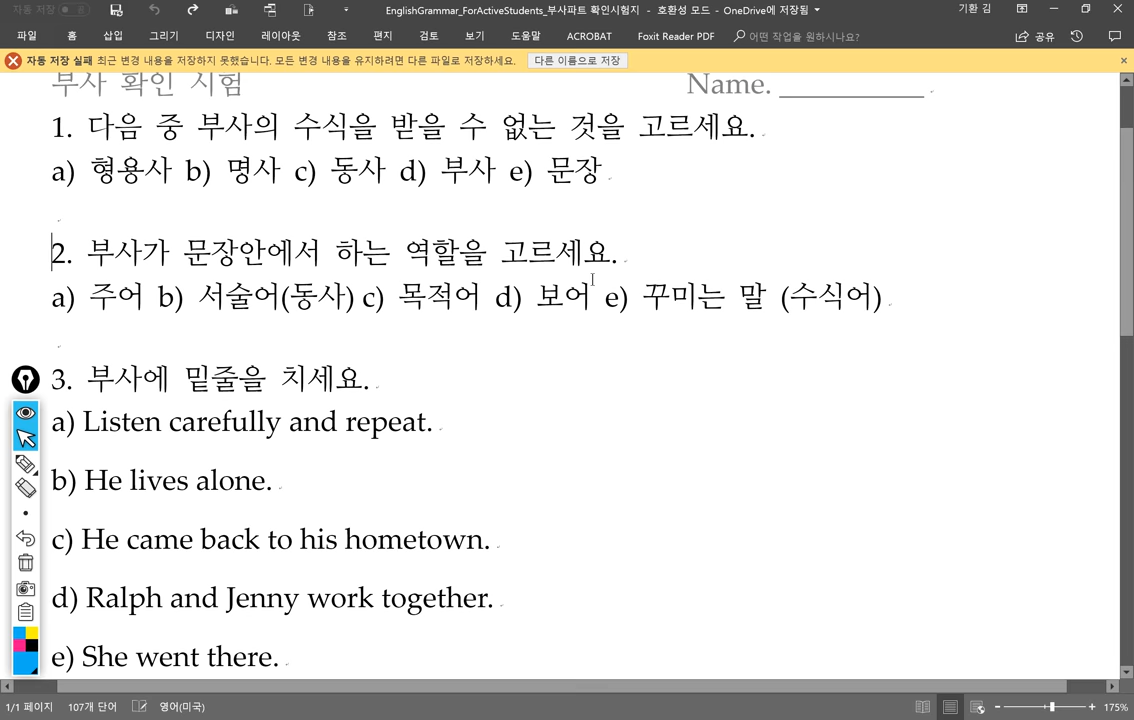 자동 저장 EnglishGrammar_ForActiveStudents_부사파트 확인시험지 - 호환성 모드 - OneDrive에 저장됨 기환 김
파일 홈 삽입 그리기 디자인 레이아웃 참조 편지 검토 보기 도움말 ACROBAT Foxit Reader PDF 어떤 작업을 원하시나요? 공유
자동 저장 실패 최근 변경 내용을 저장하지 못했습니다. 모든 변경 내용을 유지하려면 다른 파일로 저장하세요. 다른 이름으로 저장
부사 확인 시험 Name. ___________
1. 다음 중 부사의 수식을 받을 수 없는 것을 고르세요.
a) 형용사 b) 명사 c) 동사 d) 부사 e) 문장
2. 부사가 문장안에서 하는 역할을 고르세요.
a) 주어 b) 서술어(동사) c) 목적어 d) 보어 e) 꾸미는 말 (수식어)
3. 부사에 밑줄을 치세요.
a) Listen carefully and repeat.
b) He lives alone.
c) He came back to his hometown.
d) Ralph and Jenny work together.
e) She went there.
1/1 페이지 107개 단어 영어(미국) 175%